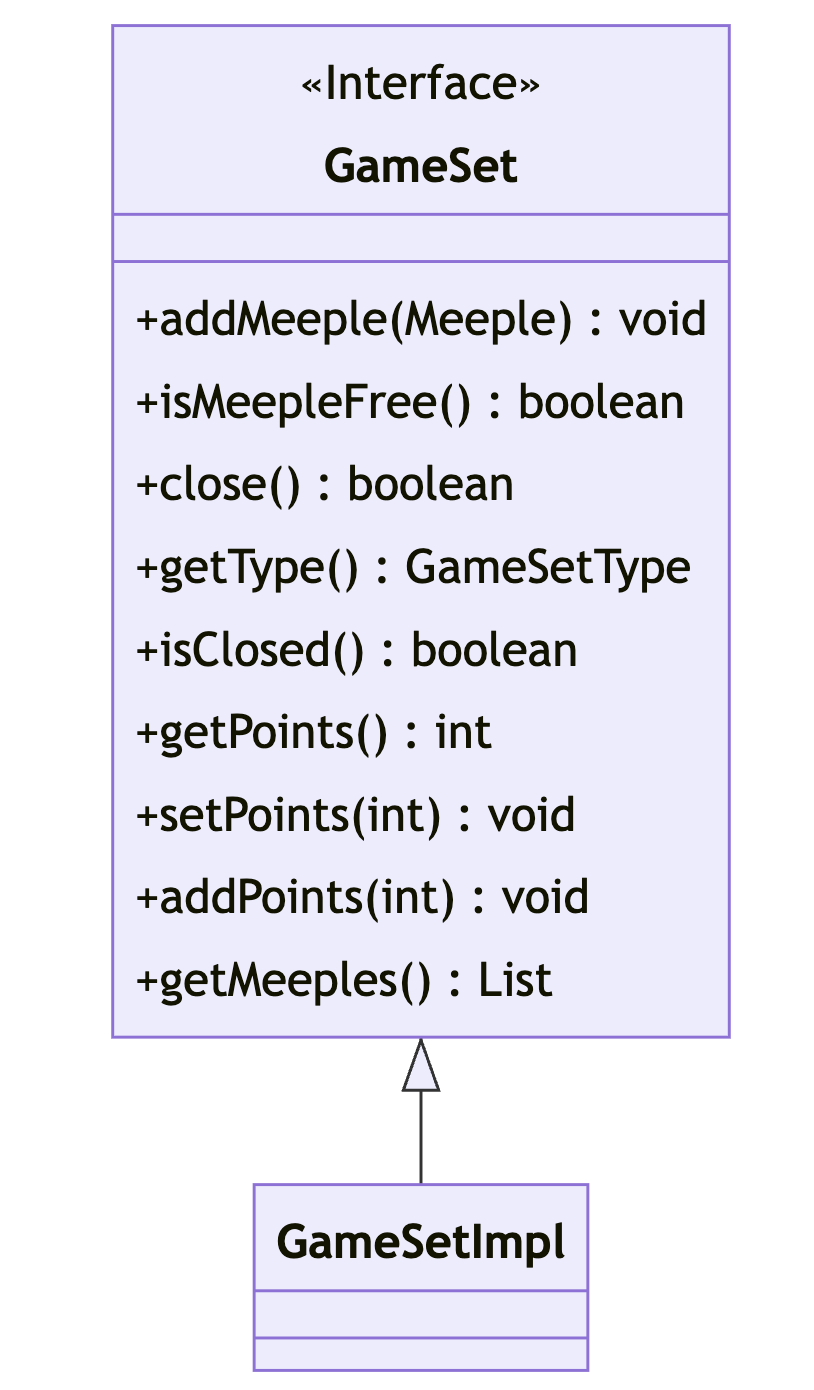 «Interface»
GameSet
+addMeeple(Meeple) : void
+isMeepleFree() : boolean
+close() : boolean
+getType() : GameSetType
+isClosed() : boolean
+getPoints() : int
+setPoints(int) : void
+addPoints(int) : void
+getMeeples() : List
GameSetImpl